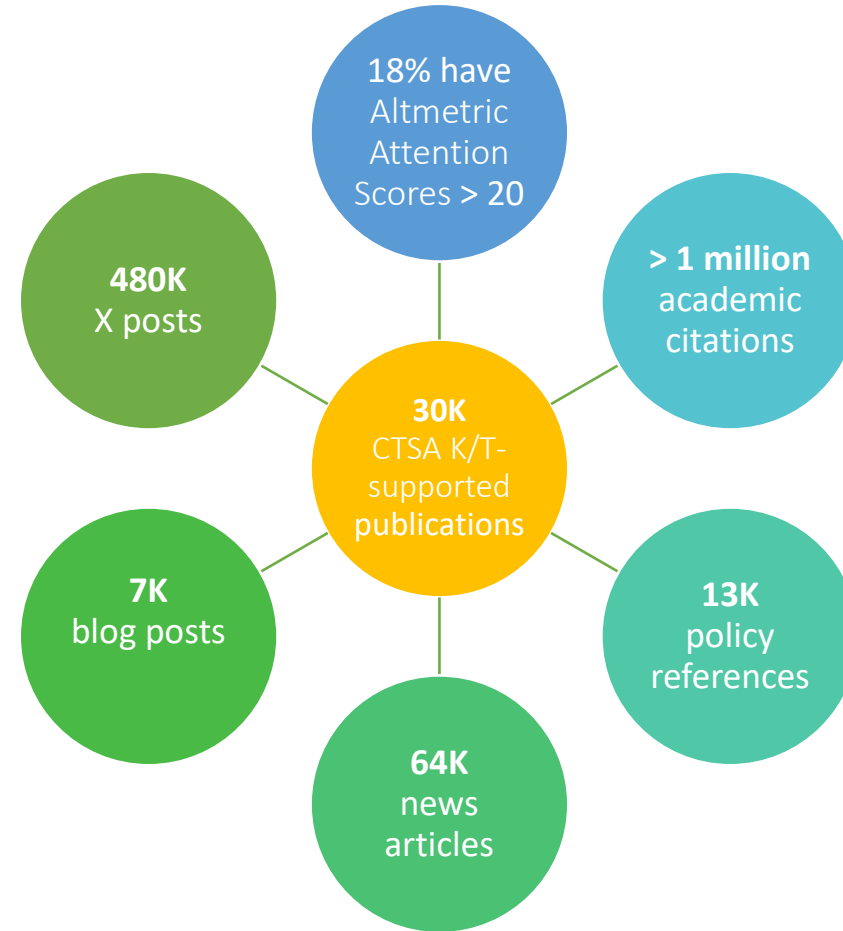 18% have
Altmetric
Attention
Scores > 20
> 1 million
academic
citations
13K
policy
references
64K
news
articles
7K
blog posts
480K
X posts
30K
CTSA K/T-
supported
publications